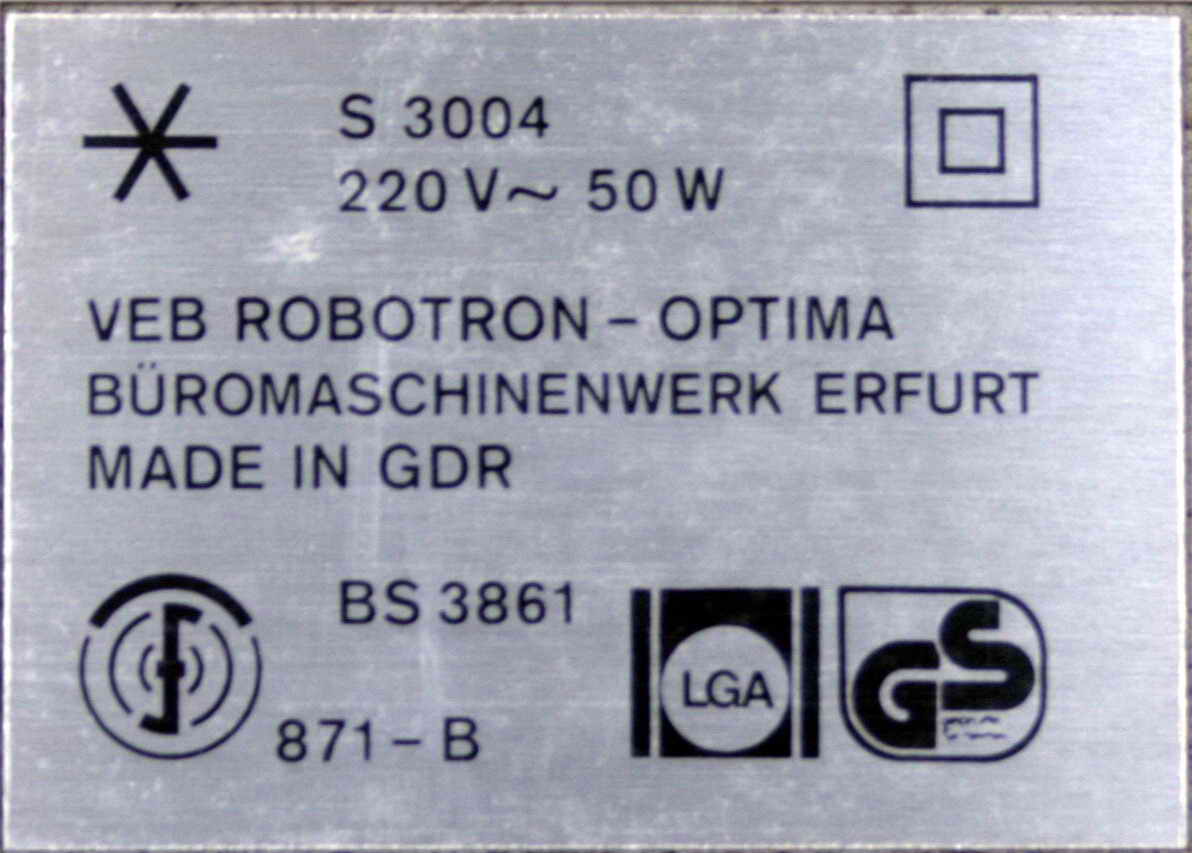 S 3004
220 V~ 50 W
VEB ROBOTRON – OPTIMA
BÜROMASCHINENWERK ERFURT
MADE IN GDR
BS 3861
871 – B
LGA
GS